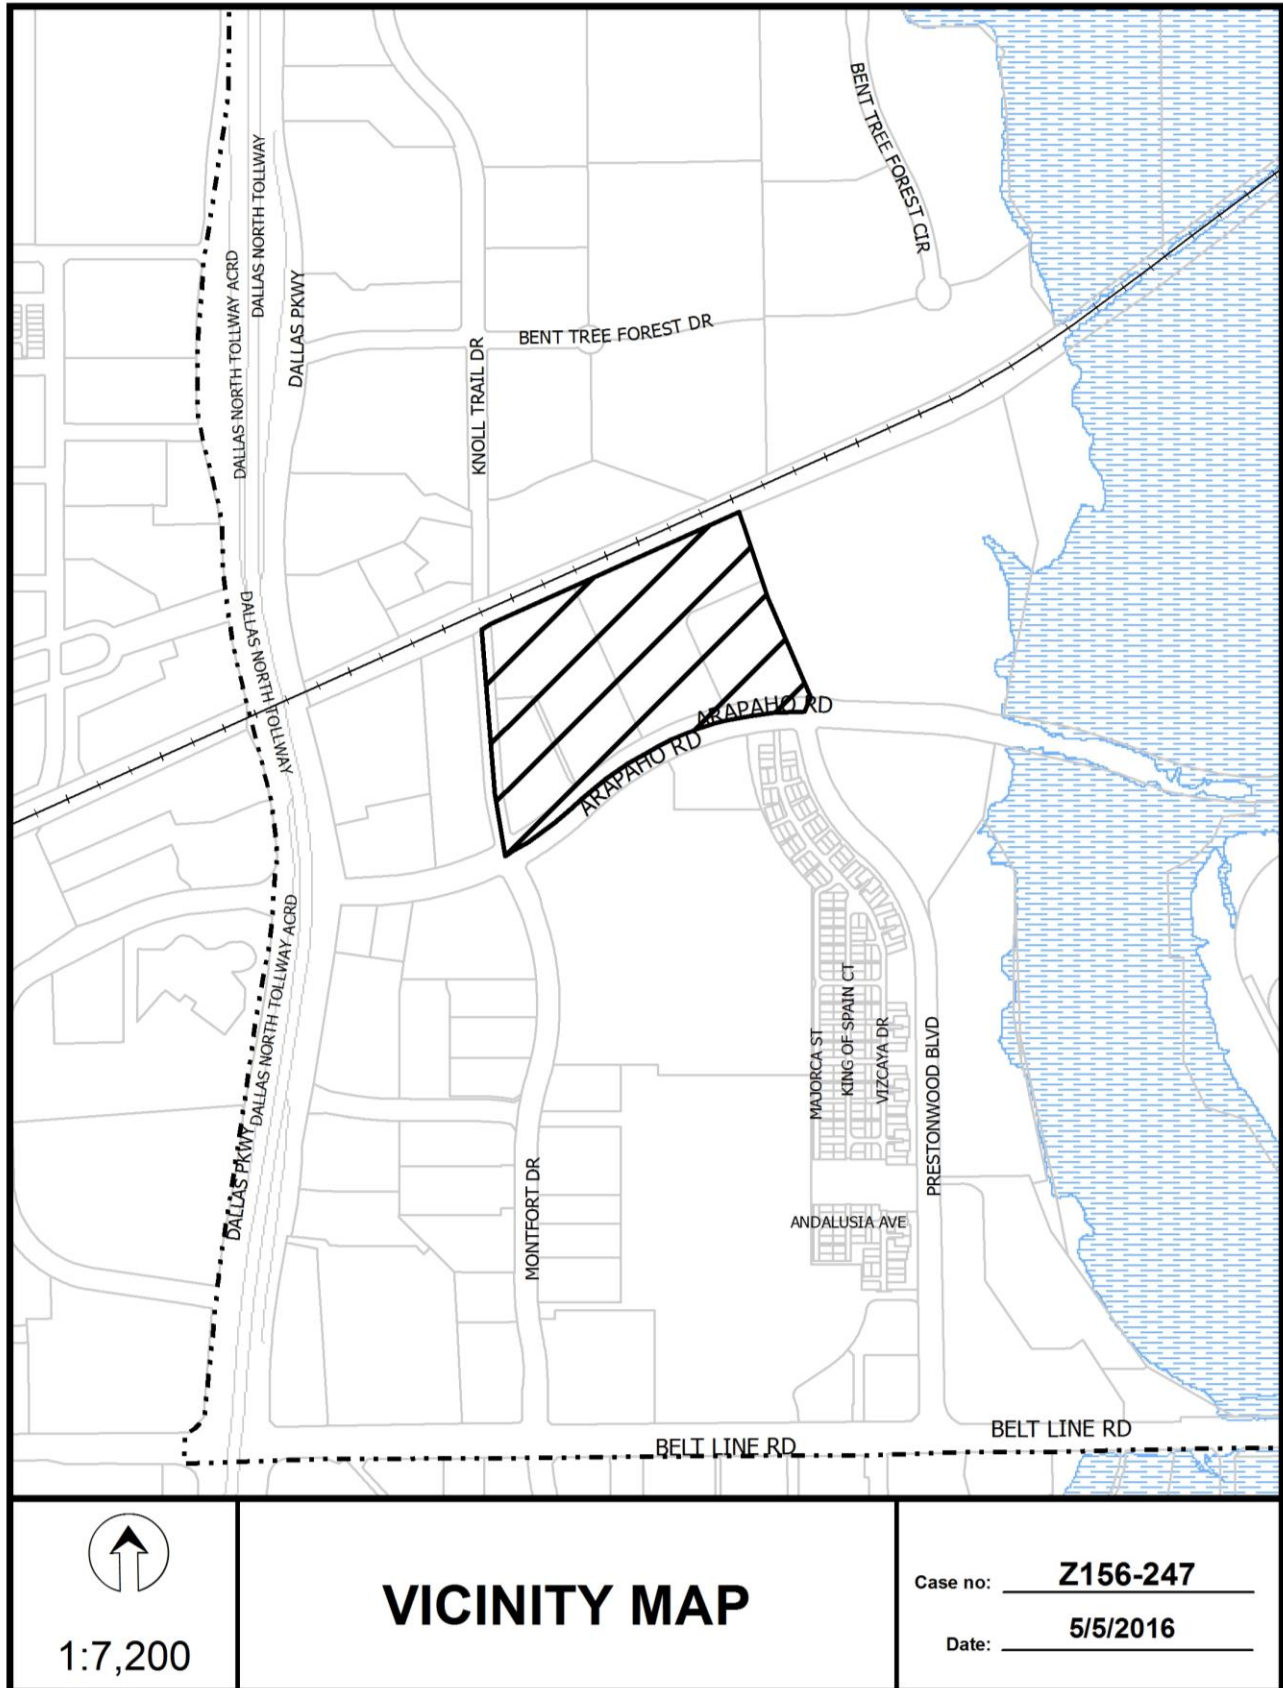 BENT TREE FOREST CIR
DALLAS NORTH TOLLWAY
DALLAS NORTH TOLLWAY ACRD
DALLAS PKWY
BENT TREE FOREST DR
KNOLL TRAIL DR
DALLAS NORTH TOLLWAY
ARAPAHO RD
ARAPAHO RD
DALLAS NORTH TOLLWAY ACRD
DALLAS PKWY
MAJORCA ST
KING OF SPAIN CT
VIZCAYA DR
PRESTONWOOD BLVD
MONTFORT DR
ANDALUSIA AVE
BELT LINE RD
BELT LINE RD
1:7,200
VICINITY MAP
Case no: Z156-247
Date: 5/5/2016